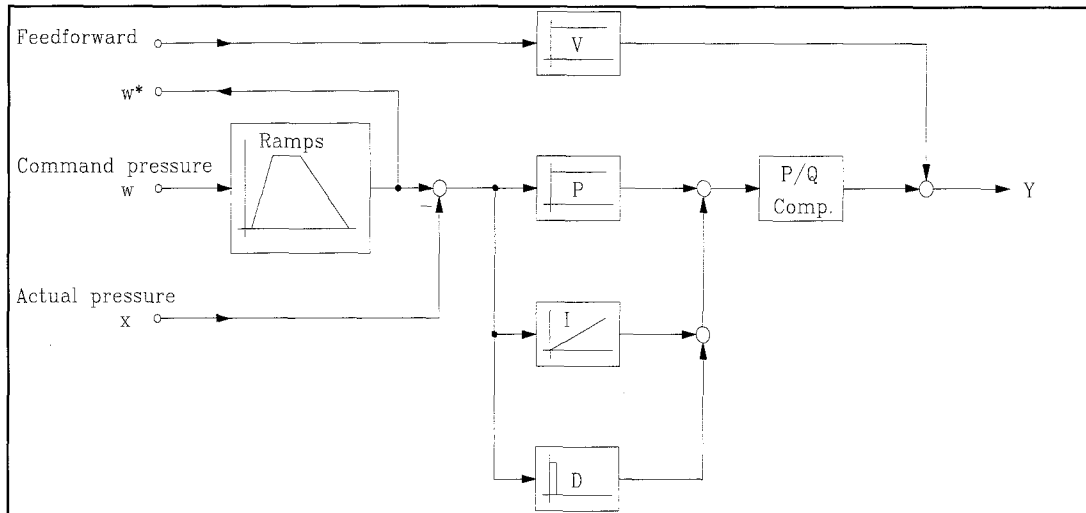 Feedforward
V
w*
Ramps
Command pressure
w
P
P/Q
Comp.
Y
–
Actual pressure
x
I
D